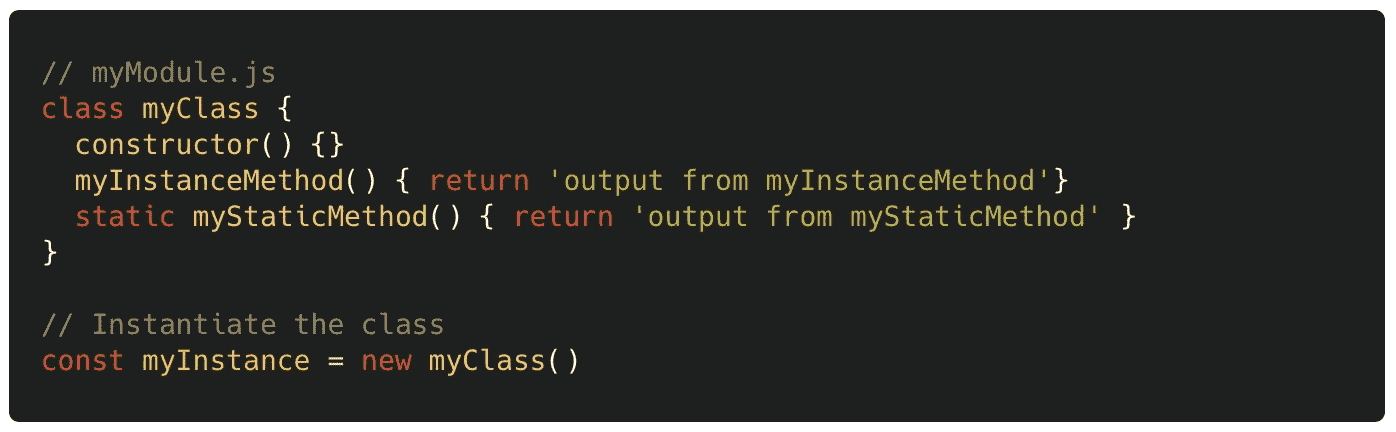 // myModule.js
class myClass {
  constructor() {}
  myInstanceMethod() { return 'output from myInstanceMethod'}
  static myStaticMethod() { return 'output from myStaticMethod' }
}
// Instantiate the class
const myInstance = new myClass()